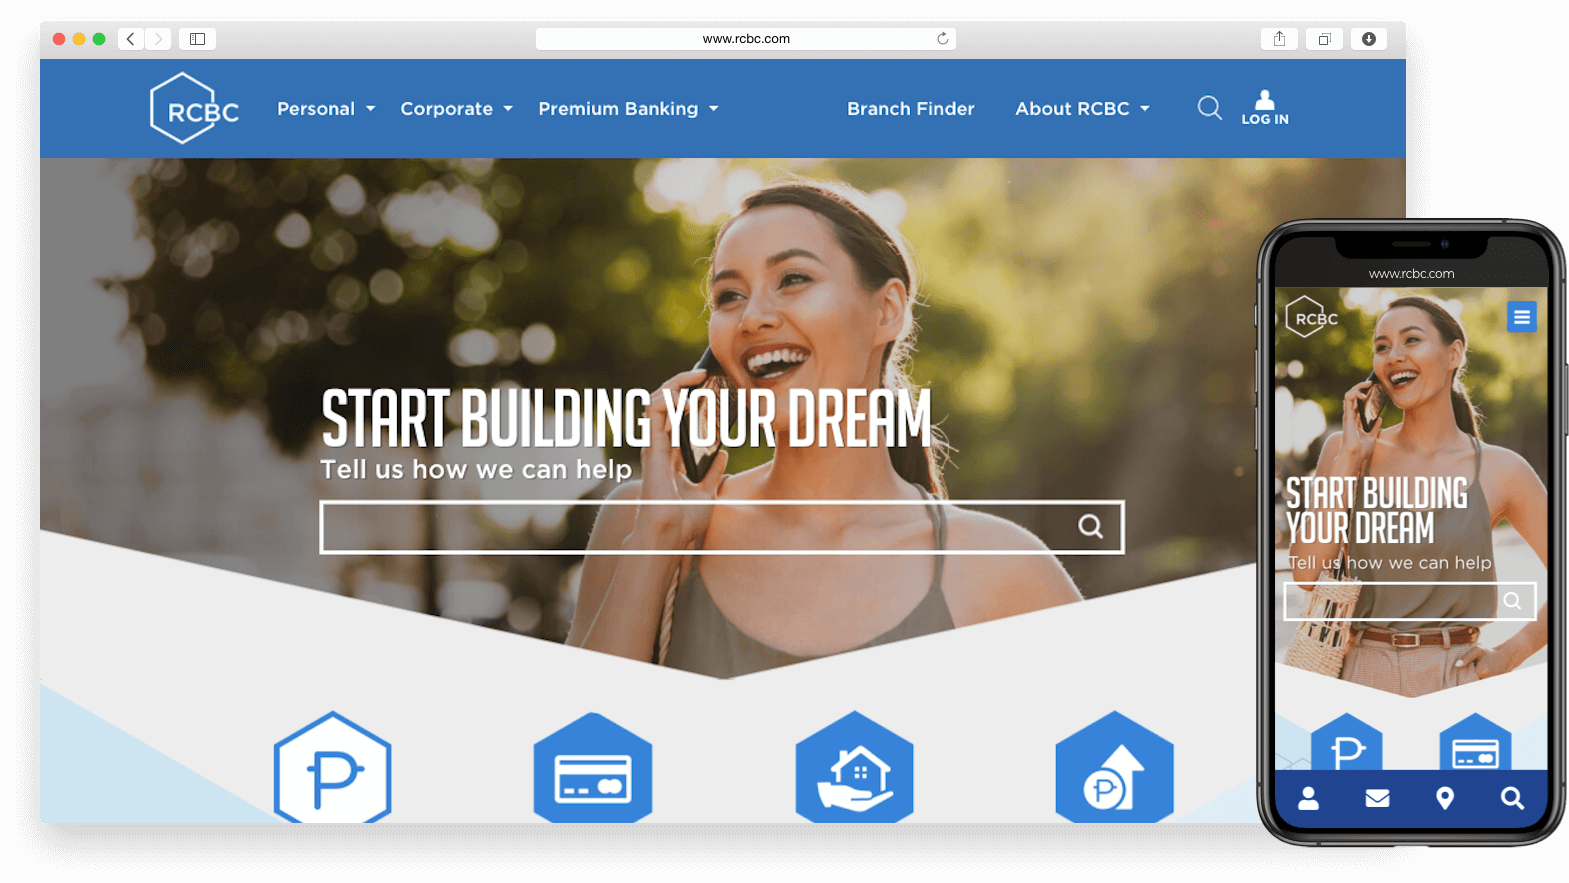 www.rcbc.com
RCBC
Personal
Corporate
Premium Banking
Branch Finder
About RCBC
LOG IN
START BUILDING YOUR DREAM
Tell us how we can help
www.rcbc.com
RCBC
START BUILDING
YOUR DREAM
Tell us how we can help